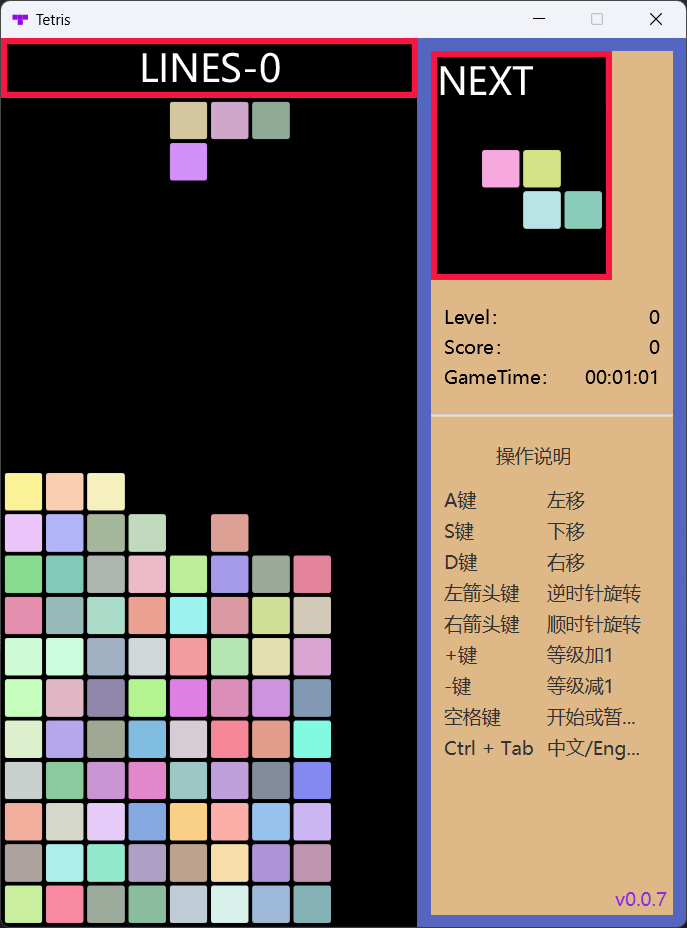 Tetris
LINES-0
NEXT
Level: 0
Score: 0
GameTime: 00:01:01
操作说明
A键 左移
S键 下移
D键 右移
左箭头键 逆时针旋转
右箭头键 顺时针旋转
+键 等级加1
-键 等级减1
空格键 开始或暂...
Ctrl + Tab 中文/Eng...
v0.0.7